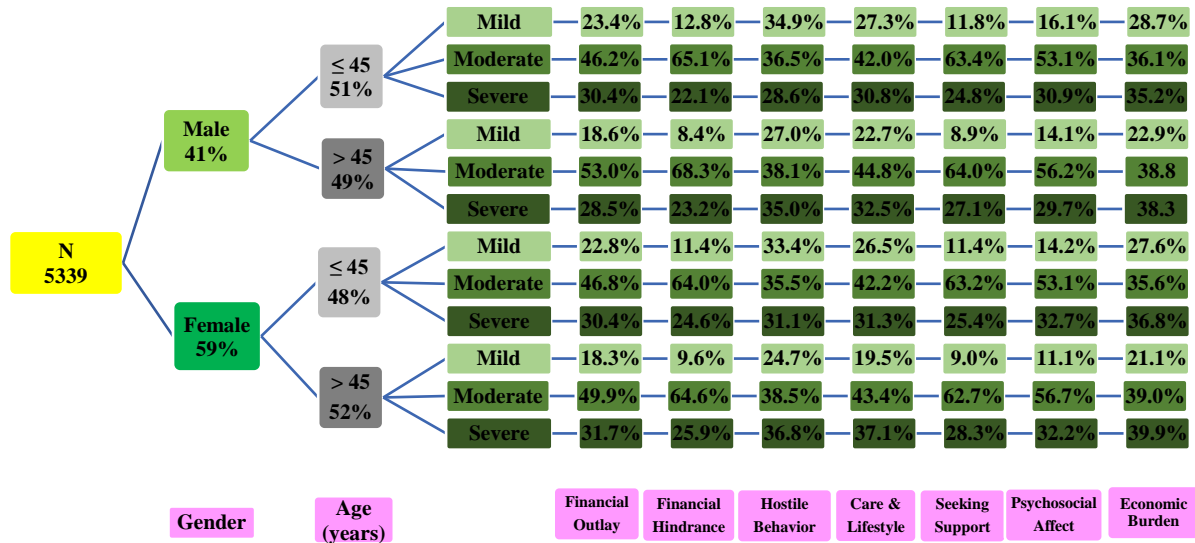 Mild 23.4% 12.8% 34.9% 27.3% 11.8% 16.1% 28.7%
≤ 45
51%
Moderate 46.2% 65.1% 36.5% 42.0% 63.4% 53.1% 36.1%
Severe 30.4% 22.1% 28.6% 30.8% 24.8% 30.9% 35.2%
Male
41%
Mild 18.6% 8.4% 27.0% 22.7% 8.9% 14.1% 22.9%
> 45
49%
Moderate 53.0% 68.3% 38.1% 44.8% 64.0% 56.2% 38.8
Severe 28.5% 23.2% 35.0% 32.5% 27.1% 29.7% 38.3
N
5339
Mild 22.8% 11.4% 33.4% 26.5% 11.4% 14.2% 27.6%
≤ 45
48%
Moderate 46.8% 64.0% 35.5% 42.2% 63.2% 53.1% 35.6%
Severe 30.4% 24.6% 31.1% 31.3% 25.4% 32.7% 36.8%
Female
59%
Mild 18.3% 9.6% 24.7% 19.5% 9.0% 11.1% 21.1%
> 45
52%
Moderate 49.9% 64.6% 38.5% 43.4% 62.7% 56.7% 39.0%
Severe 31.7% 25.9% 36.8% 37.1% 28.3% 32.2% 39.9%
Gender
Age
(years)
Financial
Outlay
Financial
Hindrance
Hostile
Behavior
Care &
Lifestyle
Seeking
Support
Psychosocial
Affect
Economic
Burden